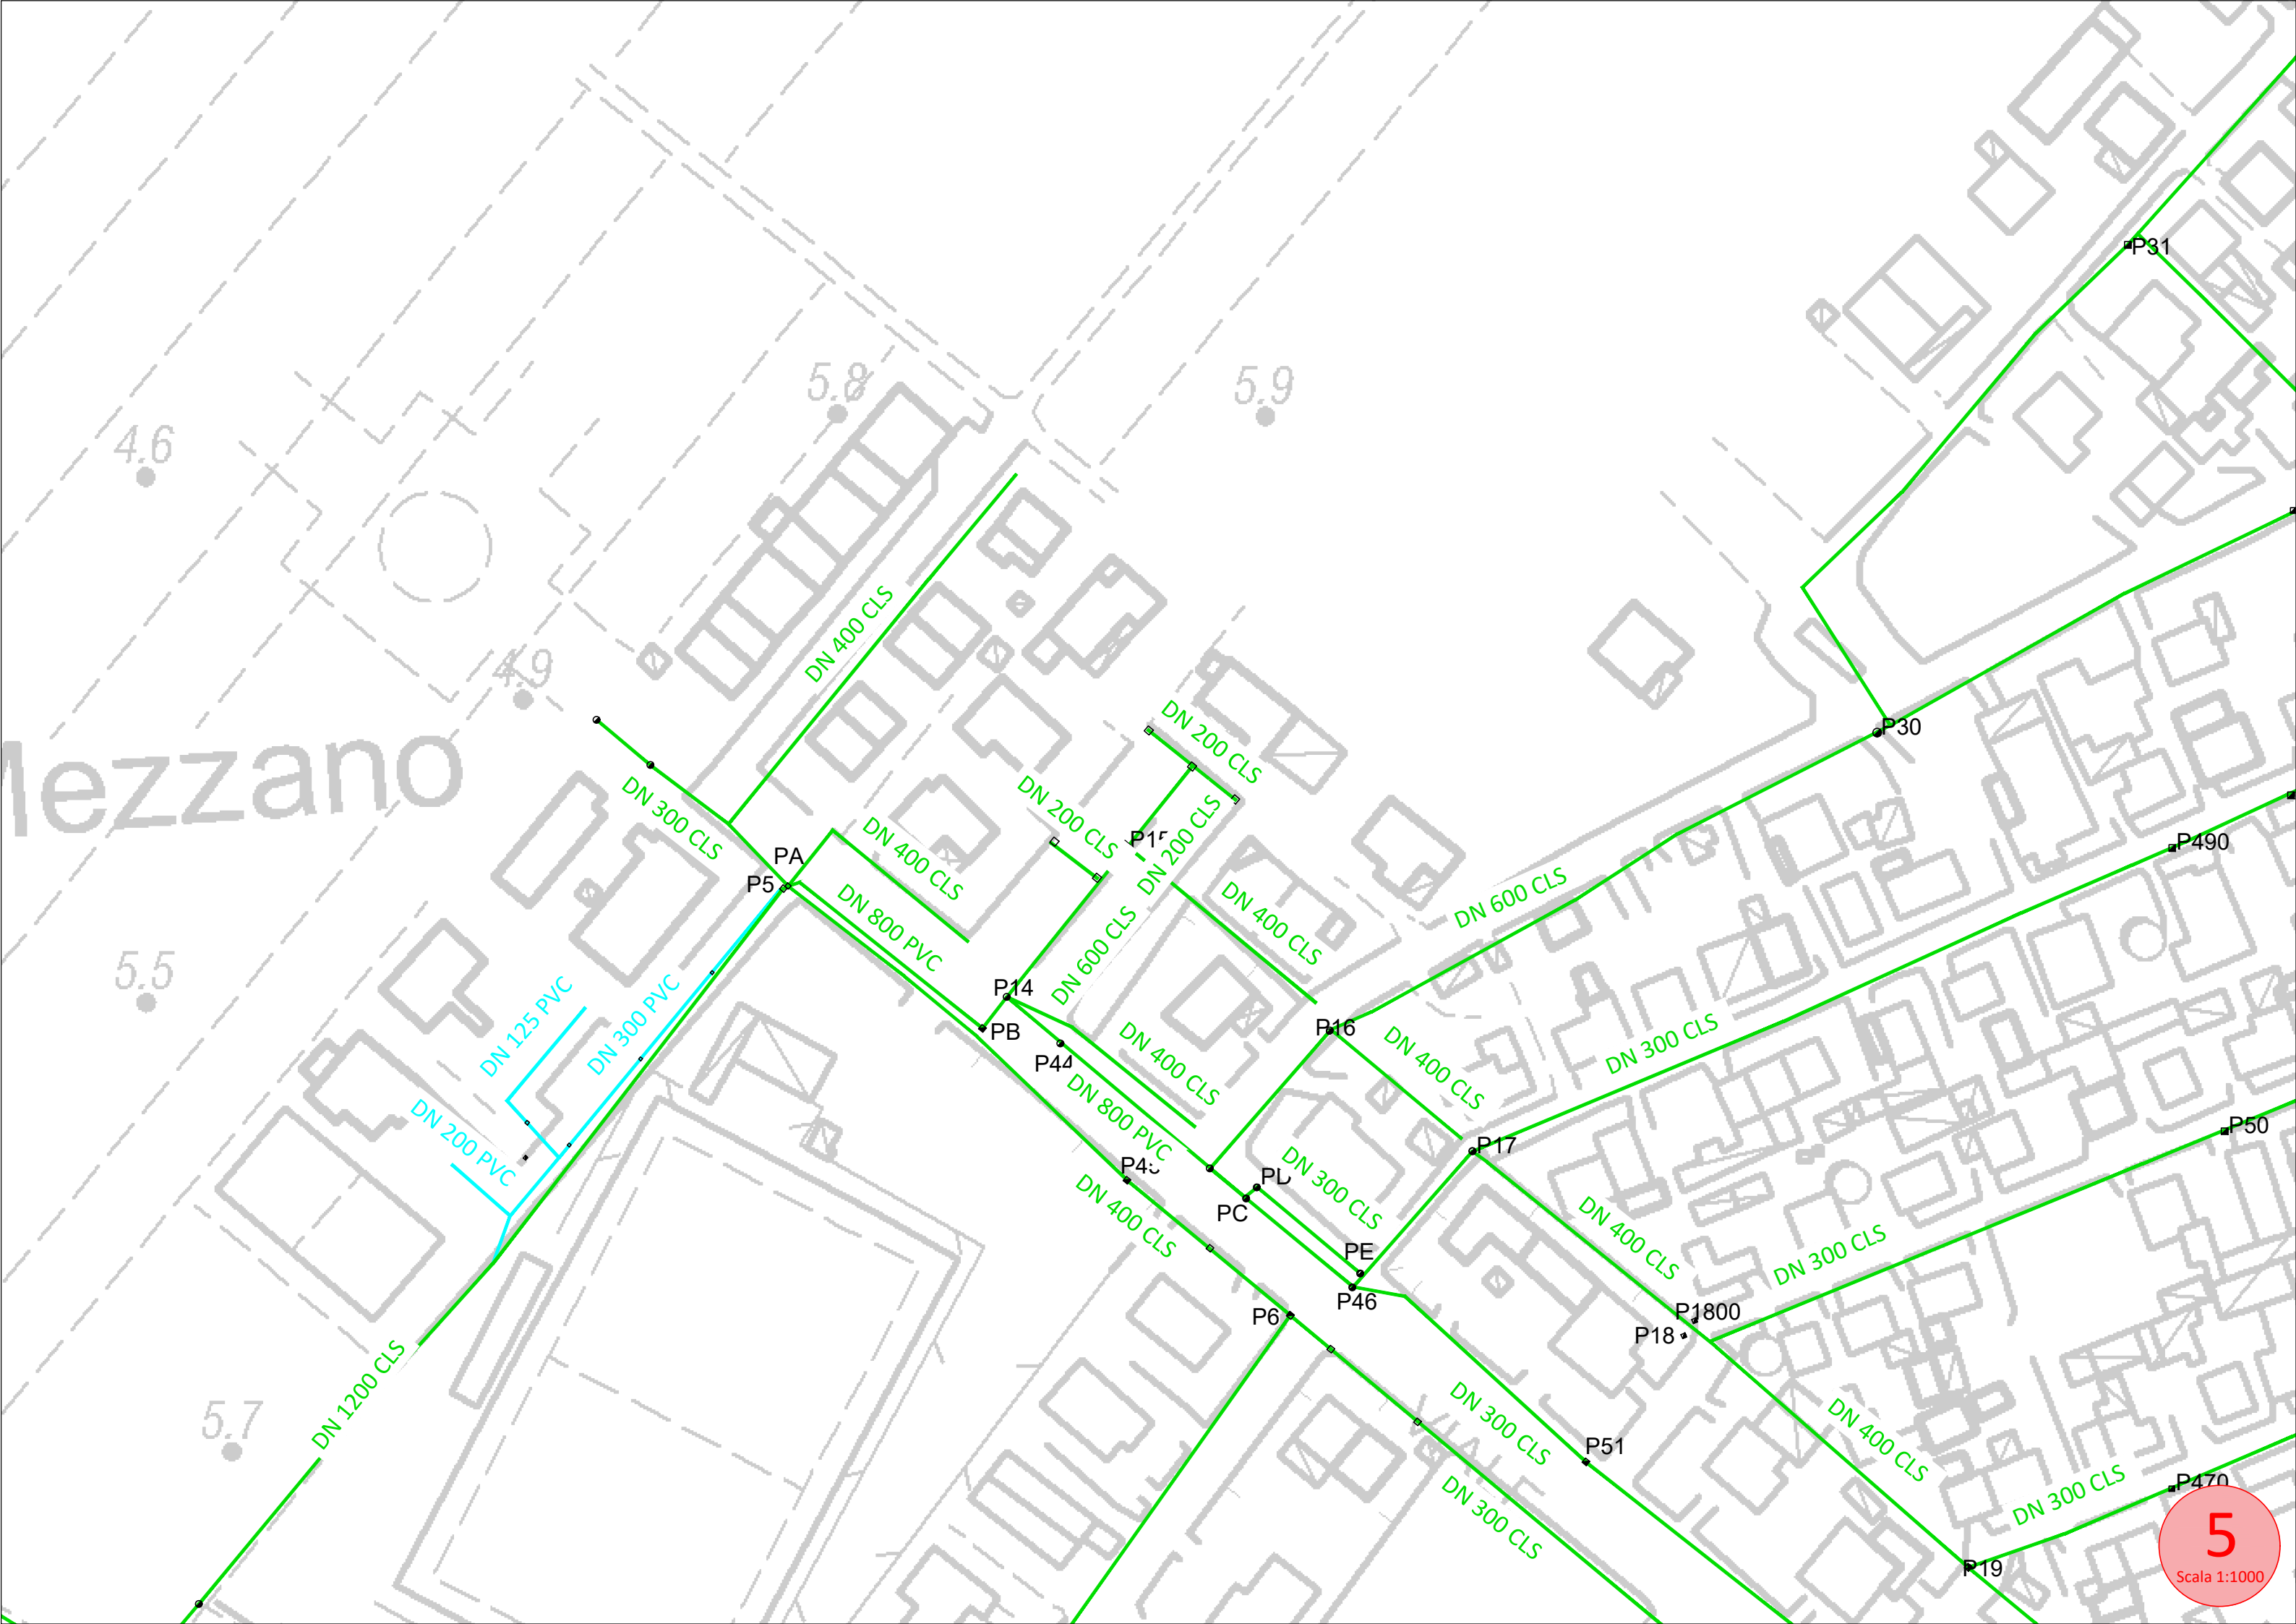 P31
5.8
5.9
4.6
DN 400 CLS
4.9
DN 200 CLS
P30
Mezzano
DN 300 CLS
DN 200 CLS
DN 200 CLS
DN 400 CLS
PA
P5
P490
DN 800 PVC
DN 400 CLS
DN 600 CLS
DN 600 CLS
5.5
DN 125 PVC
DN 300 PVC
P14
PB
P16
P44
DN 400 CLS
DN 400 CLS
DN 300 CLS
DN 200 PVC
DN 800 PVC
P50
P17
DN 300 CLS
DN 400 CLS
PC
DN 400 CLS
DN 300 CLS
PE
P46
P6
P1800
P18
DN 1200 CLS
5.7
DN 300 CLS
DN 400 CLS
P51
DN 300 CLS
DN 300 CLS
P470
5
Scala 1:1000
P19